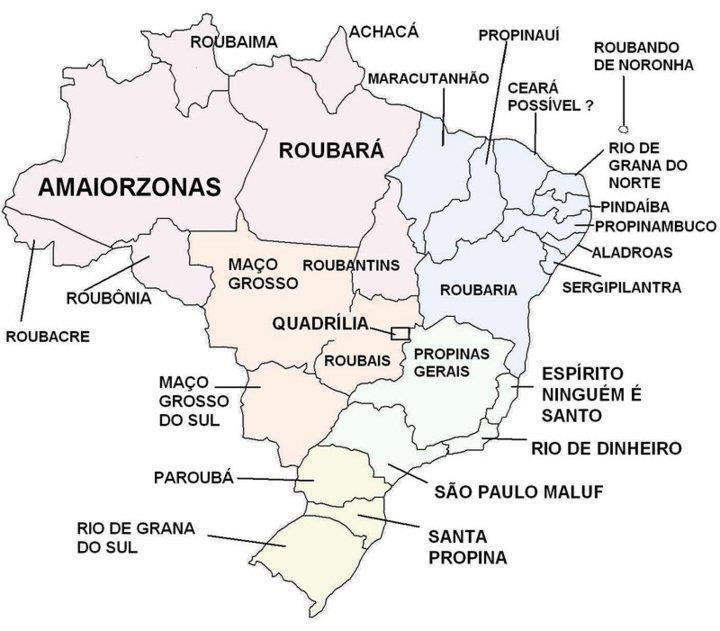 ROUBAIMA
ACHACÁ
PROPINAUÍ
ROUBANDO
DE NORONHA
MARACUTANHÃO
CEARÁ
POSSÍVEL ?
ROUBARÁ
RIO DE
GRANA DO
NORTE
AMAIORZONAS
PINDAÍBA
PROPINAMBUCO
ALADROAS
MAÇO
GROSSO
ROUBANTINS
SERGIPILANTRA
ROUBARIA
ROUBÔNIA
ROUBACRE
QUADRÍLIA
ROUBAIS
PROPINAS
GERAIS
ESPÍRITO
NINGUÉM É
SANTO
MAÇO
GROSSO
DO SUL
RIO DE DINHEIRO
PAROUBÁ
SÃO PAULO MALUF
RIO DE GRANA
DO SUL
SANTA
PROPINA